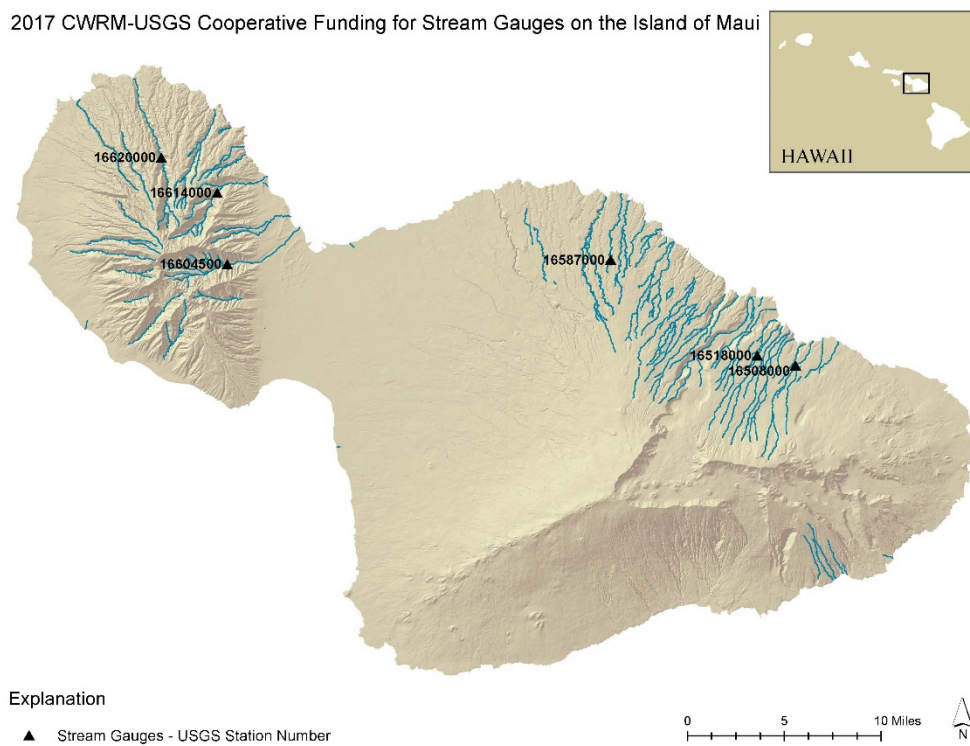 2017 CWRM-USGS Cooperative Funding for Stream Gauges on the Island of Maui
HAWAII
16620000
16614000
16604500
16587000
16518000
16508000
Explanation
Stream Gauges - USGS Station Number
0 5 10 Miles
N